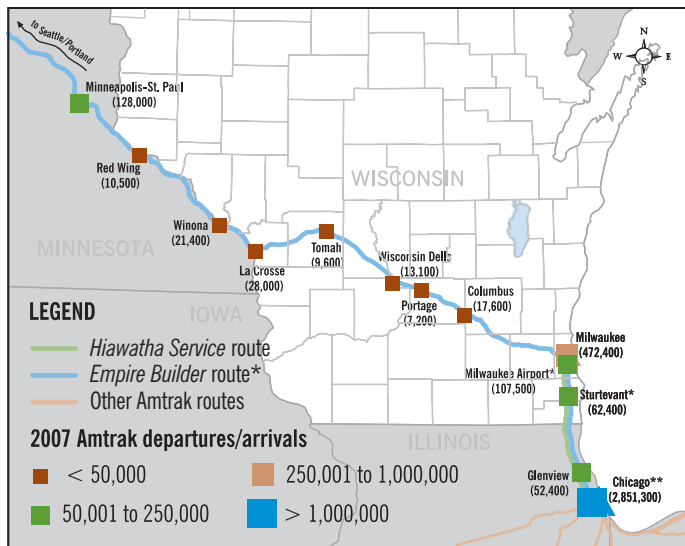 to Seattle/Portland
N
W
E
S
Minneapolis–St. Paul
(128,000)
Red Wing
(10,500)
WISCONSIN
Winona
(21,400)
MINNESOTA
Tomah
(9,600)
La Crosse
(28,000)
Wisconsin Dells
(13,100)
Portage
(7,200)
Columbus
(17,600)
IOWA
Milwaukee
(472,400)
Milwaukee Airport*
(107,500)
Sturtevant*
(62,400)
ILLINOIS
Glenview
(52,400)
Chicago**
(2,851,300)
LEGEND
Hiawatha Service route
Empire Builder route*
Other Amtrak routes
2007 Amtrak departures/arrivals
< 50,000
250,001 to 1,000,000
50,001 to 250,000
> 1,000,000